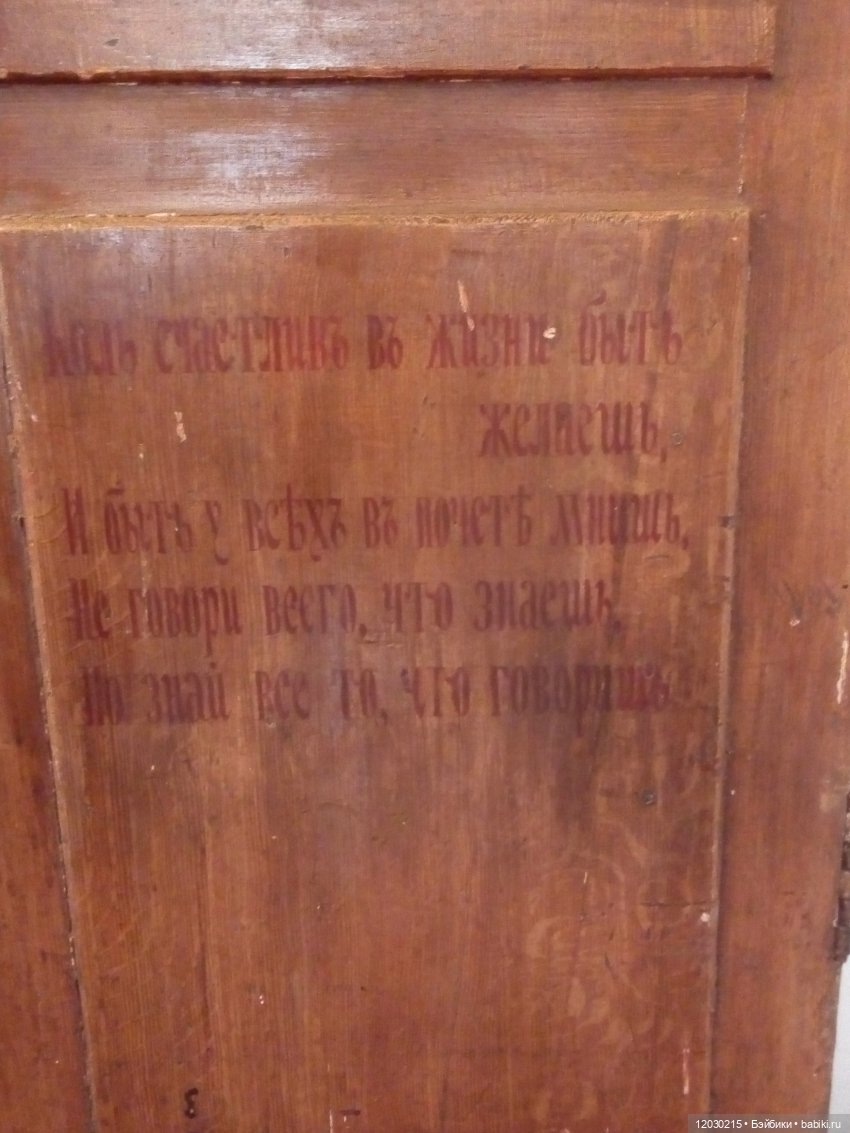 Коль счастливъ въ жизни быть
желаешь,
И быть у всѣхъ въ почетѣ мнишь,
Не говори всего, что знаешь,
Но знай все то, что говоришь
12030215 • Бэйбики • babiki.ru